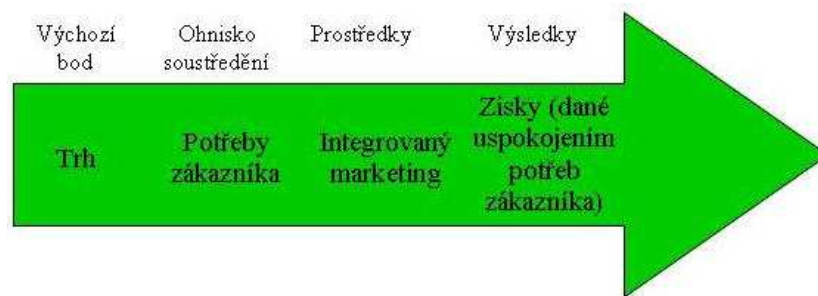 Výchozí
bod
Ohnisko
soustředění
Prostředky
Výsledky
Trh
Potřeby
zákazníka
Integrovaný
marketing
Zisky (dané
uspokojením
potřeb
zákazníka)